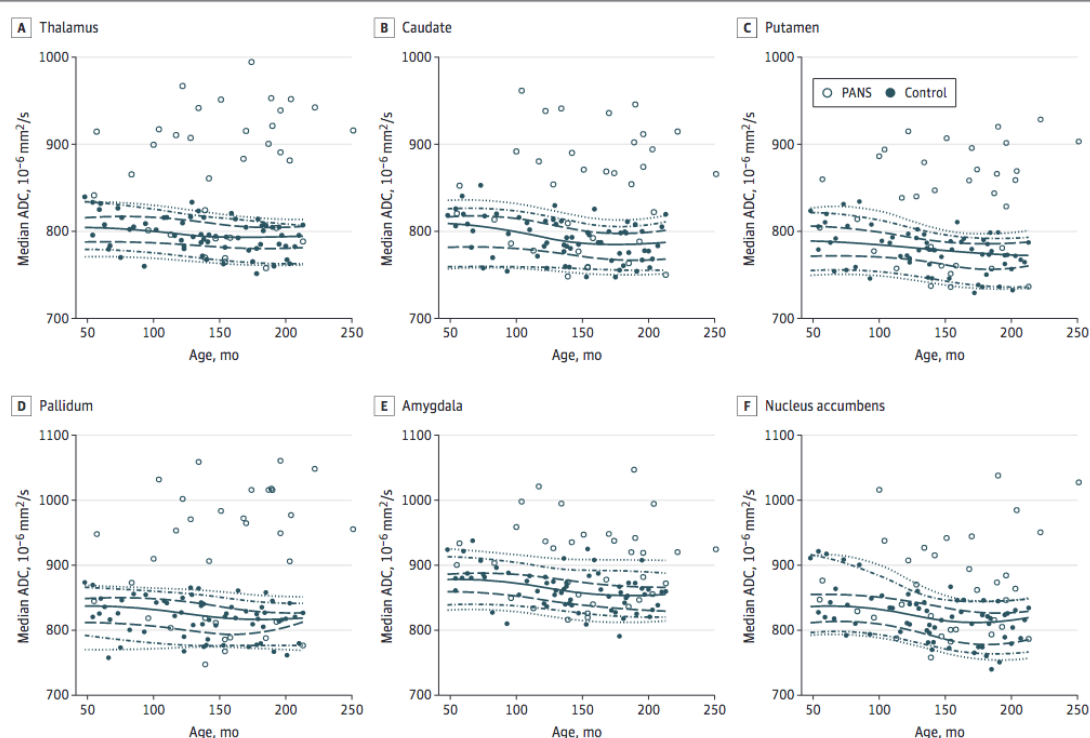 A Thalamus
1000
900
800
700
50 100 150 200 250
Age, mo
Median ADC, 10⁻⁶ mm²/s
B Caudate
1000
900
800
700
50 100 150 200 250
Age, mo
Median ADC, 10⁻⁶ mm²/s
C Putamen
PANS Control
1000
900
800
700
50 100 150 200 250
Age, mo
Median ADC, 10⁻⁶ mm²/s
D Pallidum
1100
1000
900
800
700
50 100 150 200 250
Age, mo
Median ADC, 10⁻⁶ mm²/s
E Amygdala
1100
1000
900
800
700
50 100 150 200 250
Age, mo
Median ADC, 10⁻⁶ mm²/s
F Nucleus accumbens
1100
1000
900
800
700
50 100 150 200 250
Age, mo
Median ADC, 10⁻⁶ mm²/s